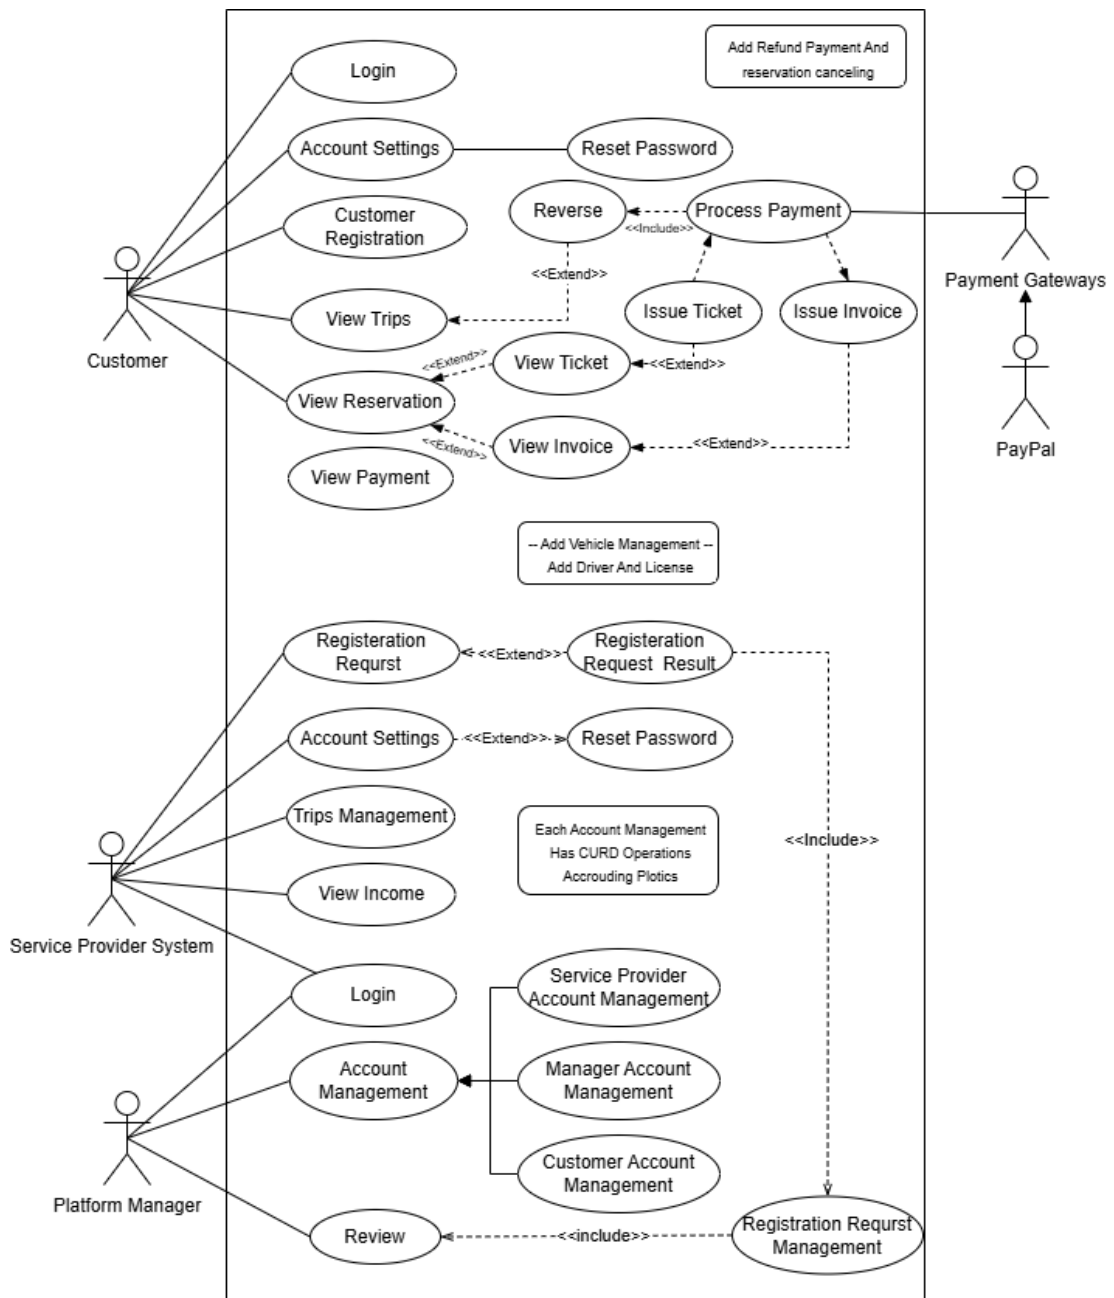 Add Refund Payment And
reservation canceling
Login
Account Settings
Reset Password
Customer
Registration
Reverse
<<Include>>
Process Payment
<<Extend>>
Payment Gateways
View Trips
Issue Ticket
Issue Invoice
Customer
<<Extend>>
View Ticket
<<Extend>>
View Reservation
<<Extend>>
View Invoice
<<Extend>>
PayPal
View Payment
-- Add Vehicle Management --
Add Driver And License
Registeration
Requrst
<<Extend>>
Registeration
Request Result
Account Settings
<<Extend>>
Reset Password
Trips Management
Each Account Management
Has CURD Operations
Accrouding Plotics
<<Include>>
View Income
Service Provider System
Login
Service Provider
Account Management
Account
Management
Manager Account
Management
Customer Account
Management
Platform Manager
Review
<<include>>
Registration Requrst
Management